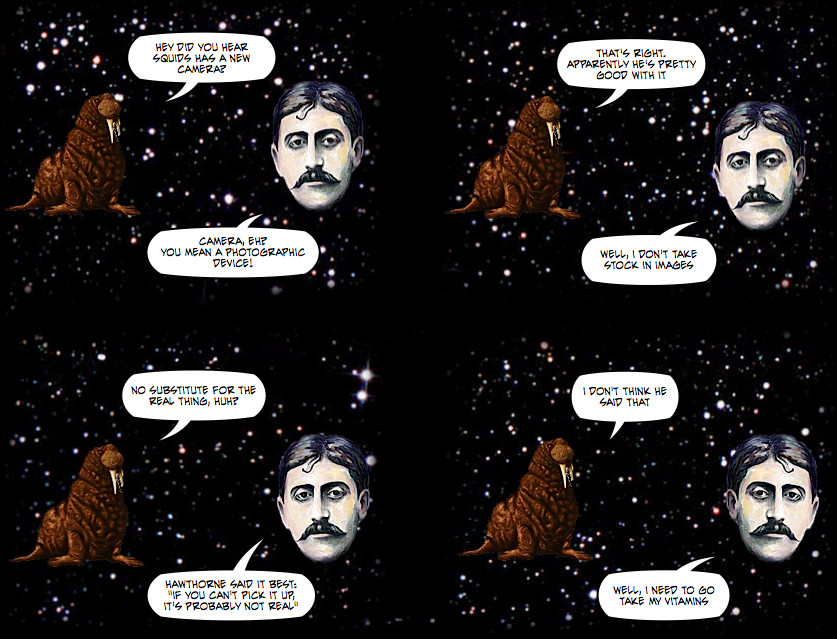 HEY DID YOU HEAR
SQUIDS HAS A NEW
CAMERA?
CAMERA, EH?
YOU MEAN A PHOTOGRAPHIC
DEVICE!
THAT'S RIGHT.
APPARENTLY HE'S PRETTY
GOOD WITH IT
WELL, I DON'T TAKE
STOCK IN IMAGES
NO SUBSTITUTE FOR THE
REAL THING, HUH?
HAWTHORNE SAID IT BEST:
"IF YOU CAN'T PICK IT UP,
IT'S PROBABLY NOT REAL"
I DON'T THINK HE
SAID THAT
WELL, I NEED TO GO
TAKE MY VITAMINS